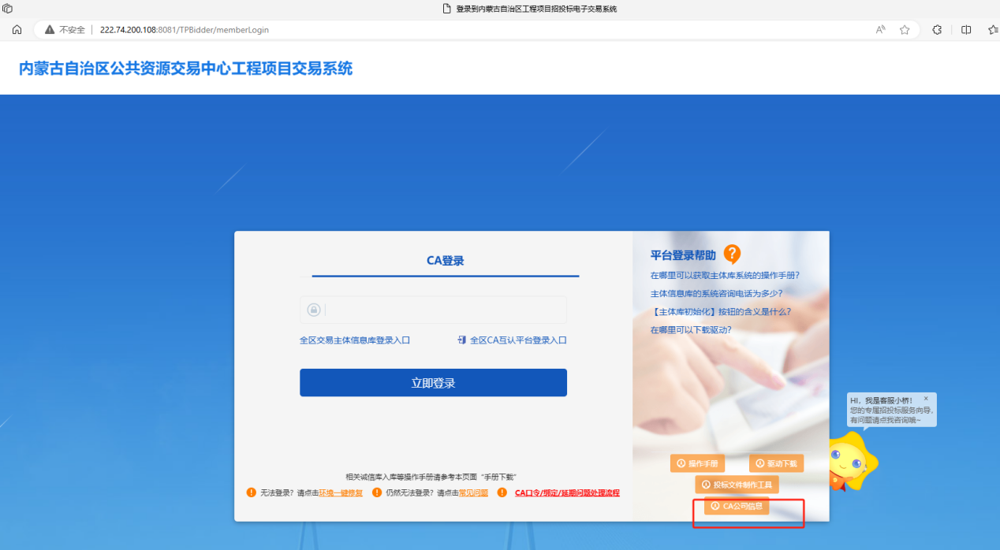 登录到内蒙古自治区工程项目招投标电子交易系统
不安全 222.74.200.108:8081/TPBidder/memberLogin
内蒙古自治区公共资源交易中心工程项目交易系统
CA登录
全区交易主体信息库登录入口 全区CA互认平台登录入口
立即登录
相关诚信库入库等操作手册请参考本页面“手册下载”
无法登录？请点击环境一键修复 仍然无法登录？请点击常见问题 CA口令/绑定/延期问题处理流程
平台登录帮助
在哪里可以获取主体库系统的操作手册?
主体信息库的系统咨询电话为多少?
【主体库初始化】按钮的含义是什么?
在哪里可以下载驱动?
操作手册 驱动下载
投标文件制作工具
CA公司信息
HI，我是客服小桥！ ×
您的专属招投标服务向导，
有问题请点我咨询哦~